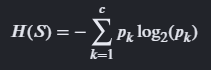 H(S) = − ∑_{k=1}^{c} p_k log_2(p_k)